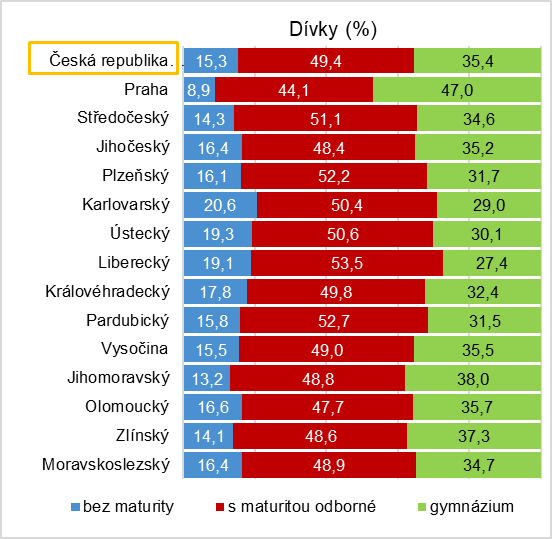 Dívky (%)
Česká republika. 15,3 49,4 35,4
Praha 8,9 44,1 47,0
Středočeský 14,3 51,1 34,6
Jihočeský 16,4 48,4 35,2
Plzeňský 16,1 52,2 31,7
Karlovarský 20,6 50,4 29,0
Ústecký 19,3 50,6 30,1
Liberecký 19,1 53,5 27,4
Královéhradecký 17,8 49,8 32,4
Pardubický 15,8 52,7 31,5
Vysočina 15,5 49,0 35,5
Jihomoravský 13,2 48,8 38,0
Olomoucký 16,6 47,7 35,7
Zlínský 14,1 48,6 37,3
Moravskoslezský 16,4 48,9 34,7
bez maturity s maturitou odborné gymnázium